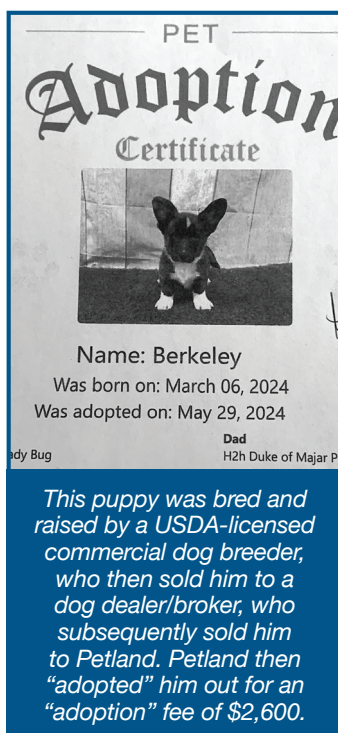 PET
Adoption
Certificate
Name: Berkeley
Was born on: March 06, 2024
Was adopted on: May 29, 2024
Dad
ady Bug
H2h Duke of Majar P
This puppy was bred and
raised by a USDA-licensed
commercial dog breeder,
who then sold him to a
dog dealer/broker, who
subsequently sold him
to Petland. Petland then
“adopted” him out for an
“adoption” fee of $2,600.